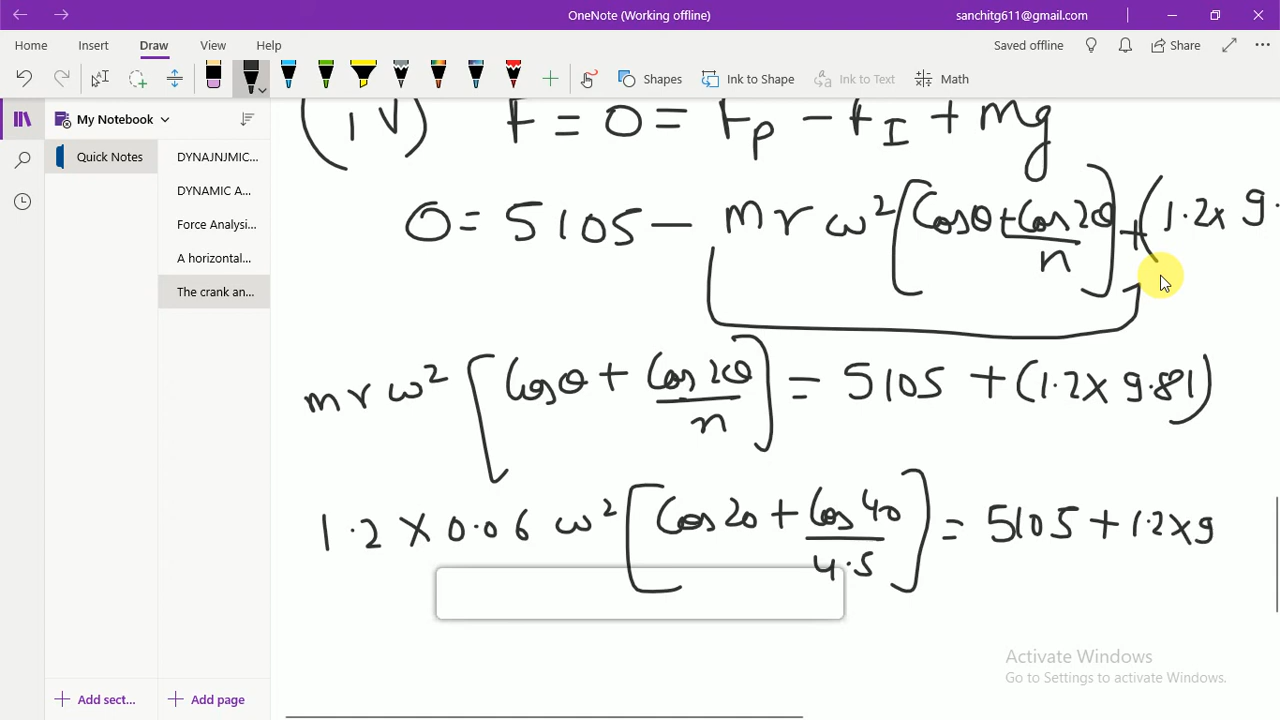 OneNote (Working offline)
sanchitg611@gmail.com
Home Insert Draw View Help
Saved offline Share
Shapes Ink to Shape Ink to Text Math
My Notebook
Quick Notes
DYNAJNJMIC...
DYNAMIC A...
Force Analysi...
A horizontal...
The crank an...
(iv) F = 0 = Fp - FI + mg
0 = 5105 - mrω² [Cosθ + Cos2θ/n] + (1.2x 9.
mrω² [Cosθ + Cos2θ/n] = 5105 + (1.2x 9.81)
1.2 x 0.06 ω² [Cos20 + Cos40/4.5] = 5105 + 1.2x9
Add sect... Add page
Activate Windows
Go to Settings to activate Windows.